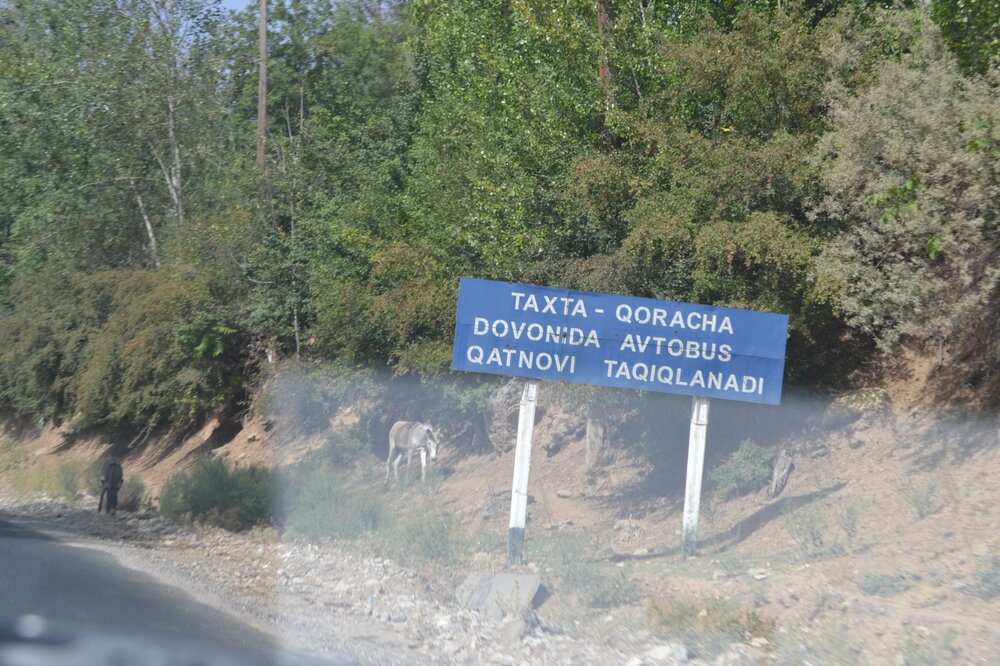 TAXTA - QORACHA
DOVONIDA AVTOBUS
QATNOVI TAQIQLANADI